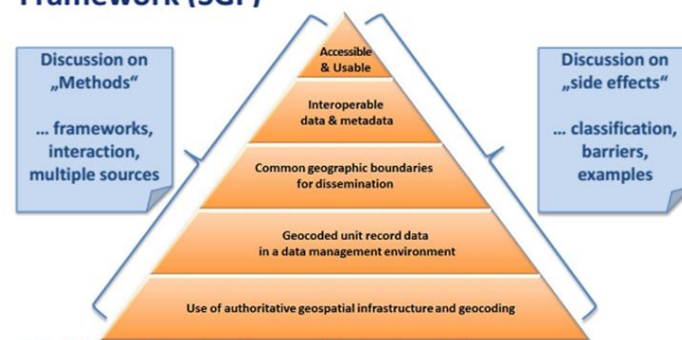 Framework (SGF)
Discussion on
„Methods“
... frameworks,
interaction,
multiple sources
Accessible
& Usable
Interoperable
data & metadata
Common geographic boundaries
for dissemination
Geocoded unit record data
in a data management environment
Use of authoritative geospatial infrastructure and geocoding
Discussion on
„side effects“
... classification,
barriers,
examples